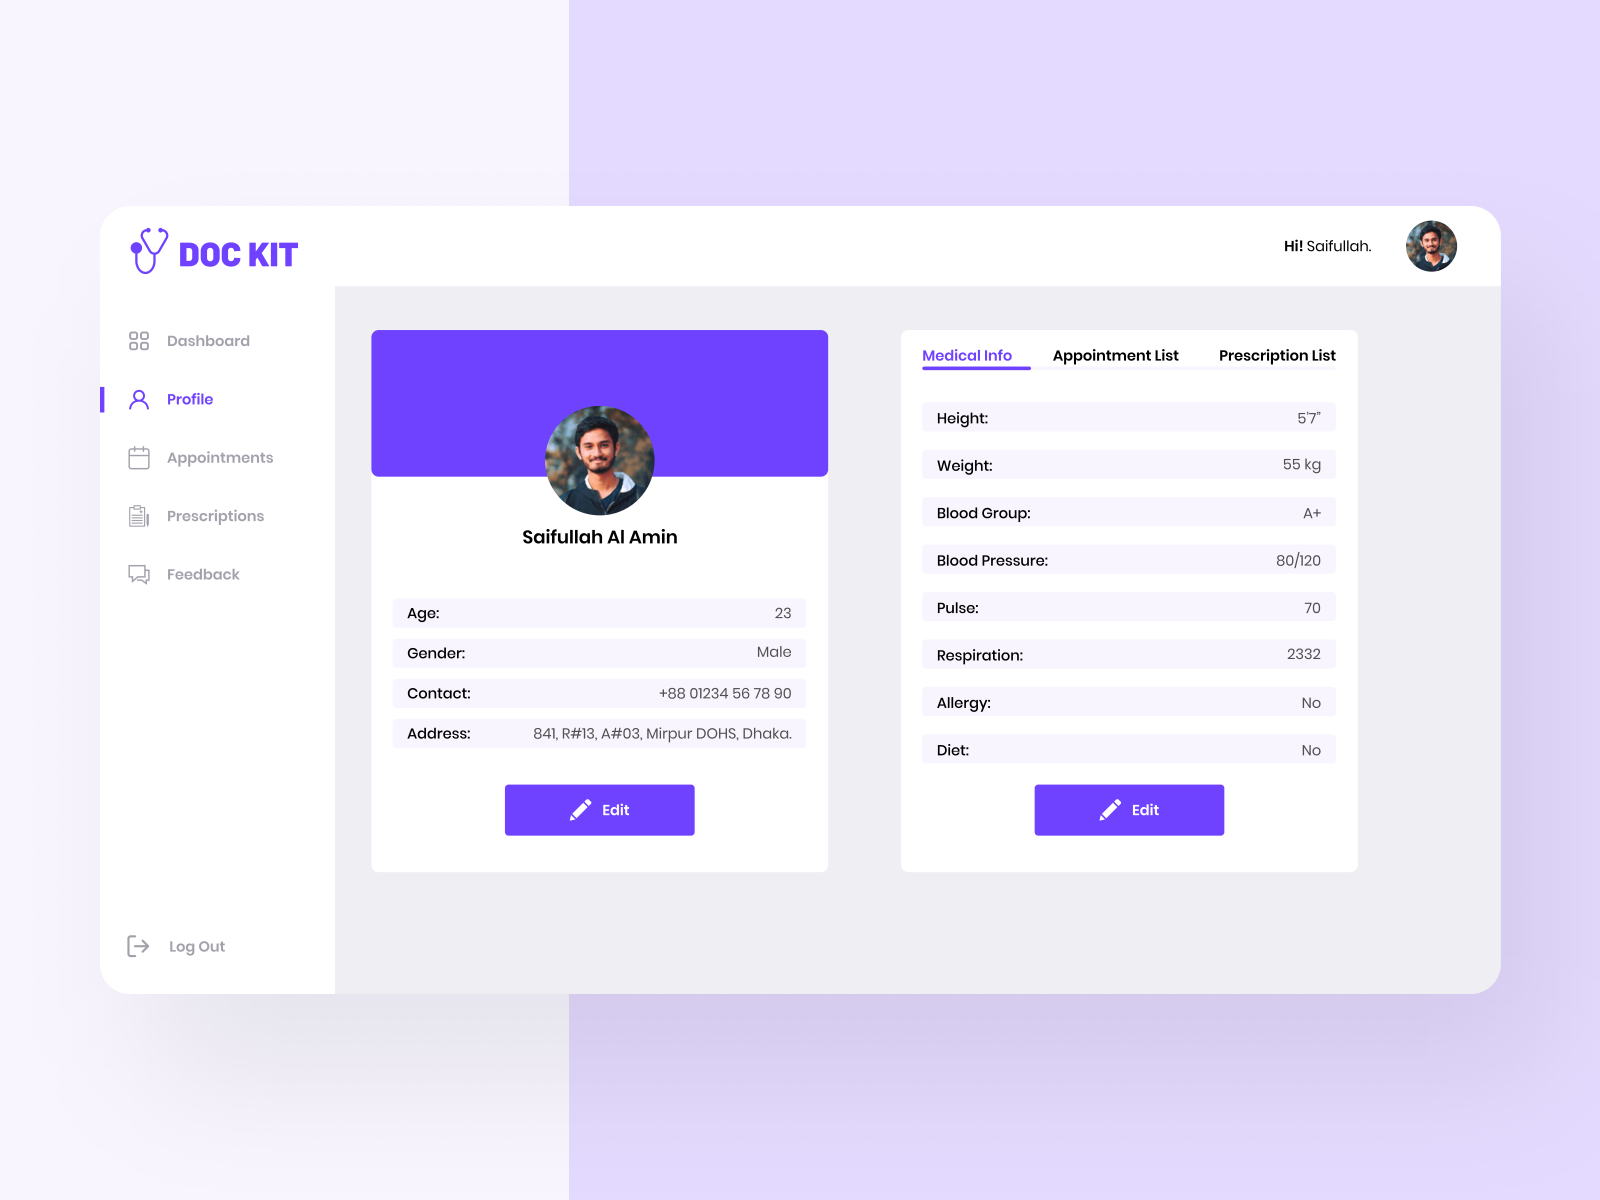 DOC KIT
Hi! Saifullah.
Dashboard
Profile
Appointments
Prescriptions
Feedback
Log Out
Saifullah Al Amin
Age: 23
Gender: Male
Contact: +88 01234 56 78 90
Address: 841, R#13, A#03, Mirpur DOHS, Dhaka.
Edit
Medical Info Appointment List Prescription List
Height: 5'7”
Weight: 55 kg
Blood Group: A+
Blood Pressure: 80/120
Pulse: 70
Respiration: 2332
Allergy: No
Diet: No
Edit